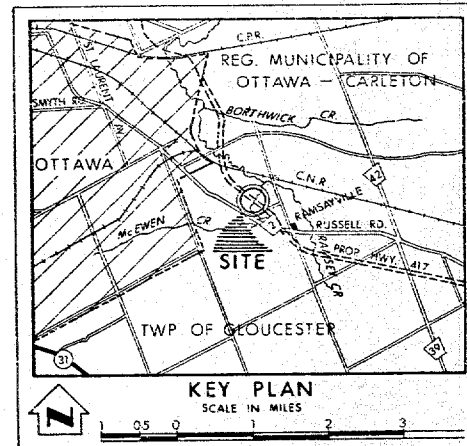 C.P.R.
REG. MUNICIPALITY OF
OTTAWA - CARLETON
ST. LAURENT
SMYTH RD.
BORTHWICK CR.
OTTAWA
C.N.R.
42
RAMSAYVILLE
McEWEN CR
RUSSELL RD.
RAMSEY CR
SITE
PROP. HWY. 417
TWP OF GLOUCESTER
31
39
KEY PLAN
SCALE IN MILES
N
1 0.5 0 1 2 3